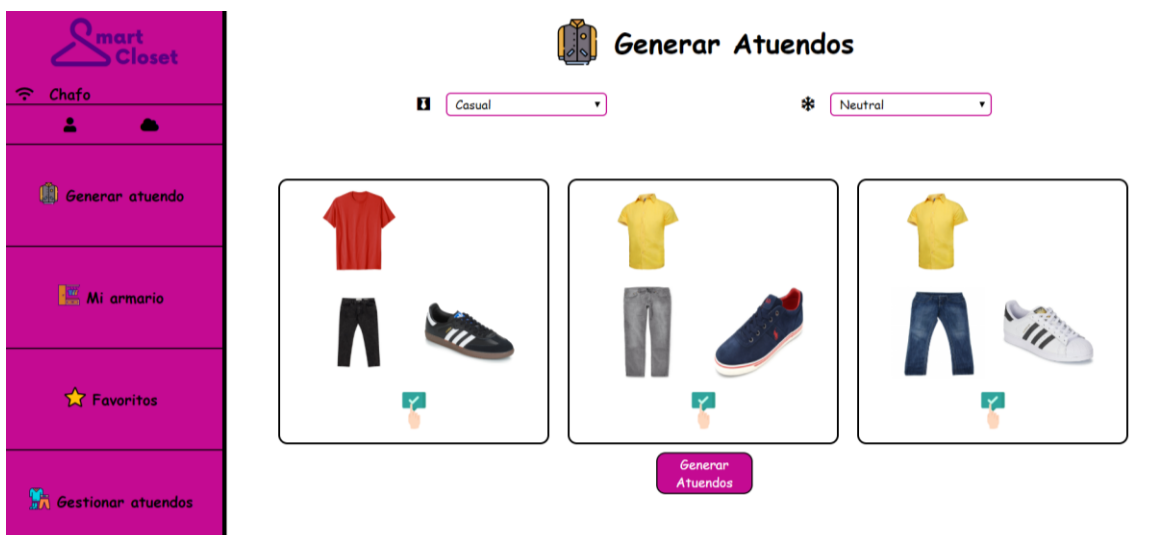 Smart
Closet
Chafo
Generar atuendo
Mi armario
Favoritos
Gestionar atuendos
Generar Atuendos
Casual
Neutral
Generar
Atuendos